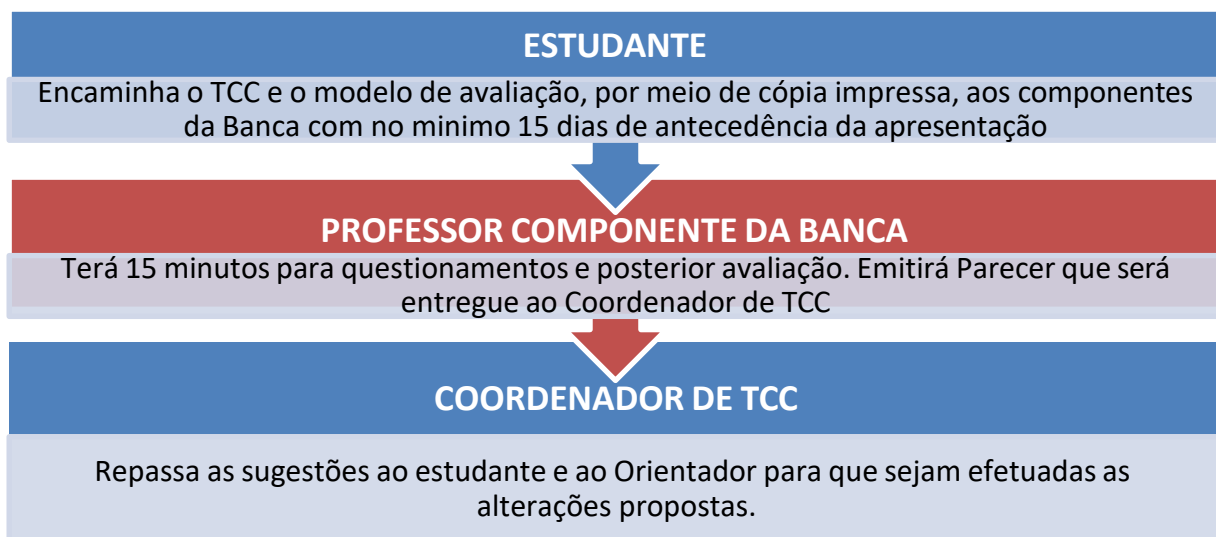 ESTUDANTE
Encaminha o TCC e o modelo de avaliação, por meio de cópia impressa, aos componentes
da Banca com no minimo 15 dias de antecedência da apresentação
PROFESSOR COMPONENTE DA BANCA
Terá 15 minutos para questionamentos e posterior avaliação. Emitirá Parecer que será
entregue ao Coordenador de TCC
COORDENADOR DE TCC
Repassa as sugestões ao estudante e ao Orientador para que sejam efetuadas as
alterações propostas.